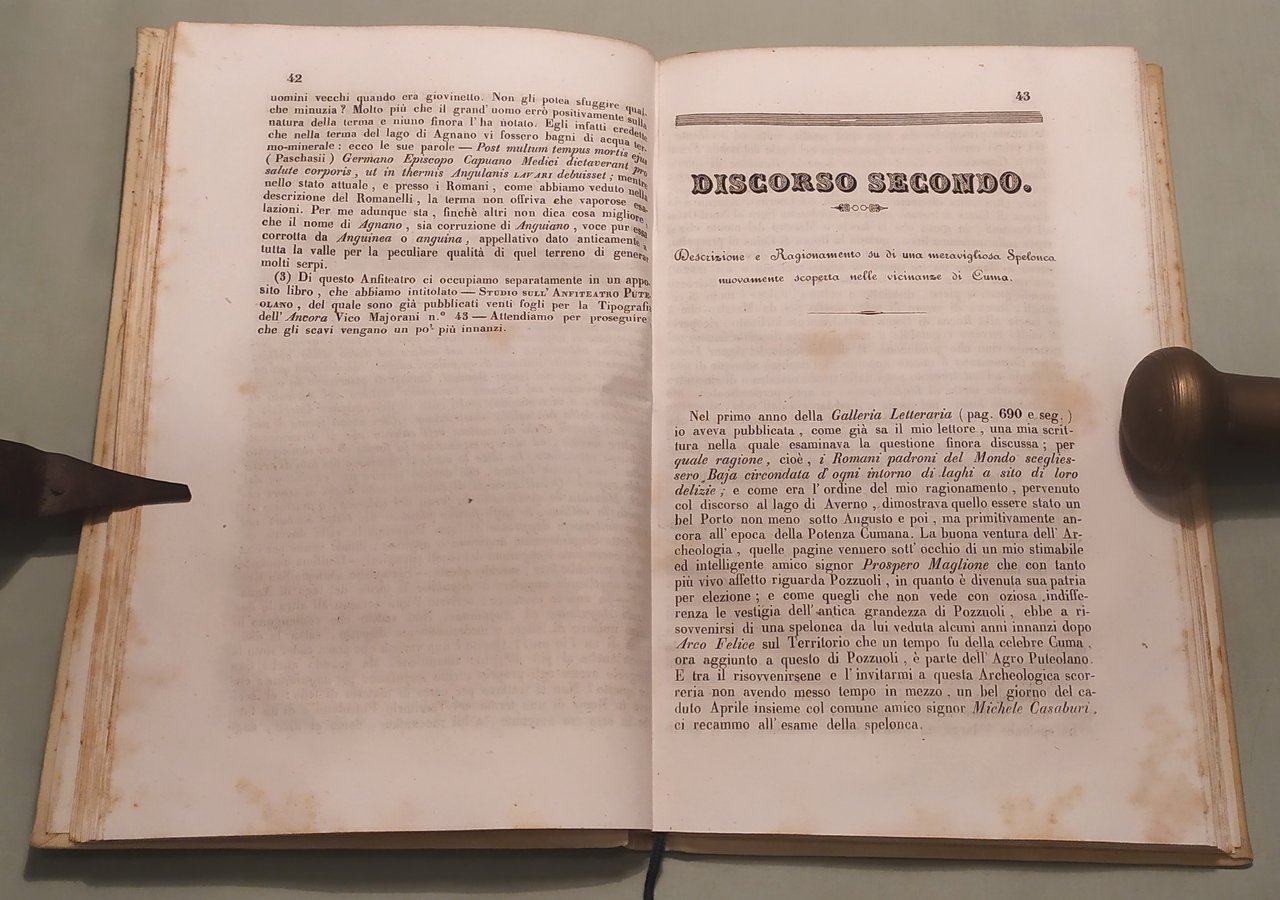 42
uomini vecchi quando era giovinetto. Non gli potea sfuggire qual-
che minuzia? Molto più che il grand' uomo errò positivamente sulla
natura della terma e niuno finora l' ha notato. Egli infatti credette
che nella terma del lago di Agnano vi fossero bagni di acqua ter-
mo-minerale : ecco le sue parole — Post multum tempus mortis ejus
( Paschasii ) Germano Episcopo Capuano Medici dictaverant pro
salute corporis, ut in thermis Angulanis LAVARI debuisset ; mentre
nello stato attuale , e presso i Romani , come abbiamo veduto nella
descrizione del Romanelli , la terma non offriva che vaporose esa-
lazioni. Per me adunque sta , finchè altri non dica cosa migliore ,
che il nome di Agnano , sia corruzione di Anguiano , voce pur essa
corrotta da Anguinea o anguina, appellativo dato anticamente a
tutta la valle per la peculiare qualità di quel terreno di generar
molti serpi.
(3) Di questo Anfiteatro ci occupiamo separatamente in un appo-
sito libro , che abbiamo intitolato — STUDIO SULL' ANFITEATRO PUTE-
OLANO , del quale sono già pubblicati venti fogli per la Tipografia
dell' Ancora Vico Majorani n.° 43 — Attendiamo per proseguire
che gli scavi vengano un po' più innanzi.
43
DISCORSO SECONDO.
Descrizione e Ragionamento su di una meravigliosa Spelonca
nuovamente scoperta nelle vicinanze di Cuma.
Nel primo anno della Galleria Letteraria ( pag. 690 e seg. )
io aveva pubblicata , come già sa il mio lettore , una mia scrit-
tura nella quale esaminava la questione finora discussa ; per
quale ragione, cioè , i Romani padroni del Mondo sceglies-
sero Baja circondata d' ogni intorno di laghi a sito di loro
delizie ; e come era l' ordine del mio ragionamento , pervenuto
col discorso al lago di Averno , dimostrava quello essere stato un
bel Porto non meno sotto Augusto e poi , ma primitivamente an-
cora all' epoca della Potenza Cumana. La buona ventura dell' Ar-
cheologia , quelle pagine vennero sott' occhio di un mio stimabile
ed intelligente amico signor Prospero Maglione che con tanto
più vivo affetto riguarda Pozzuoli , in quanto è divenuta sua patria
per elezione ; e come quegli che non vede con oziosa indiffe-
renza le vestigia dell' antica grandezza di Pozzuoli , ebbe a ri-
sovvenirsi di una spelonca da lui veduta alcuni anni innanzi dopo
Arco Felice sul Territorio che un tempo fu della celebre Cuma ,
ora aggiunto a questo di Pozzuoli , è parte dell' Agro Puteolano.
E tra il risovvenirsene e l' invitarmi a questa Archeologica scor-
reria non avendo messo tempo in mezzo , un bel giorno del ca-
duto Aprile insieme col comune amico signor Michele Casaburi ,
ci recammo all' esame della spelonca.